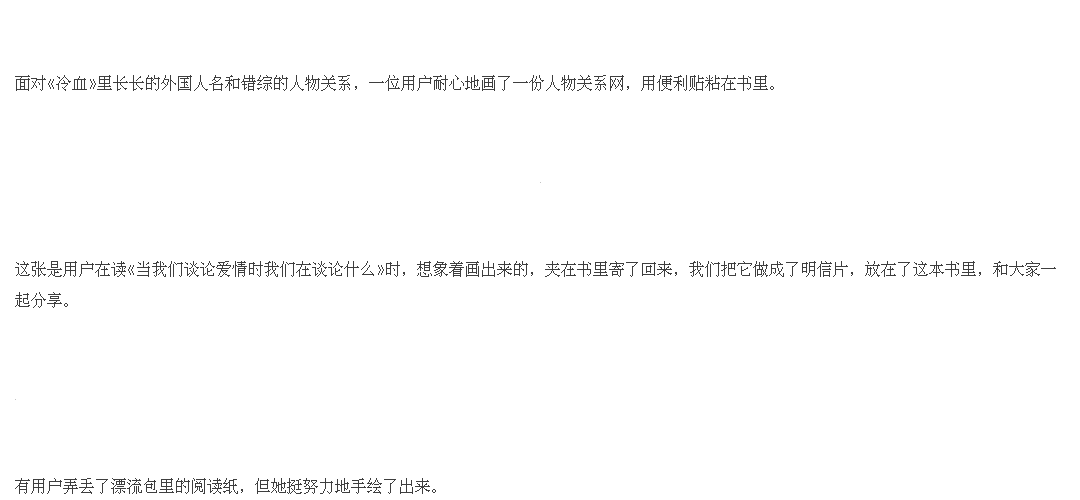 面对«冷血»里长长的外国人名和错综的人物关系，一位用户耐心地画了一份人物关系网，用便利贴粘在书里。
这张是用户在读«当我们谈论爱情时我们在谈论什么»时，想象着画出来的，夹在书里寄了回来，我们把它做成了明信片，放在了这本书里，和大家一
起分享。
有用户弄丢了漂流包里的阅读纸，但她挺努力地手绘了出来。